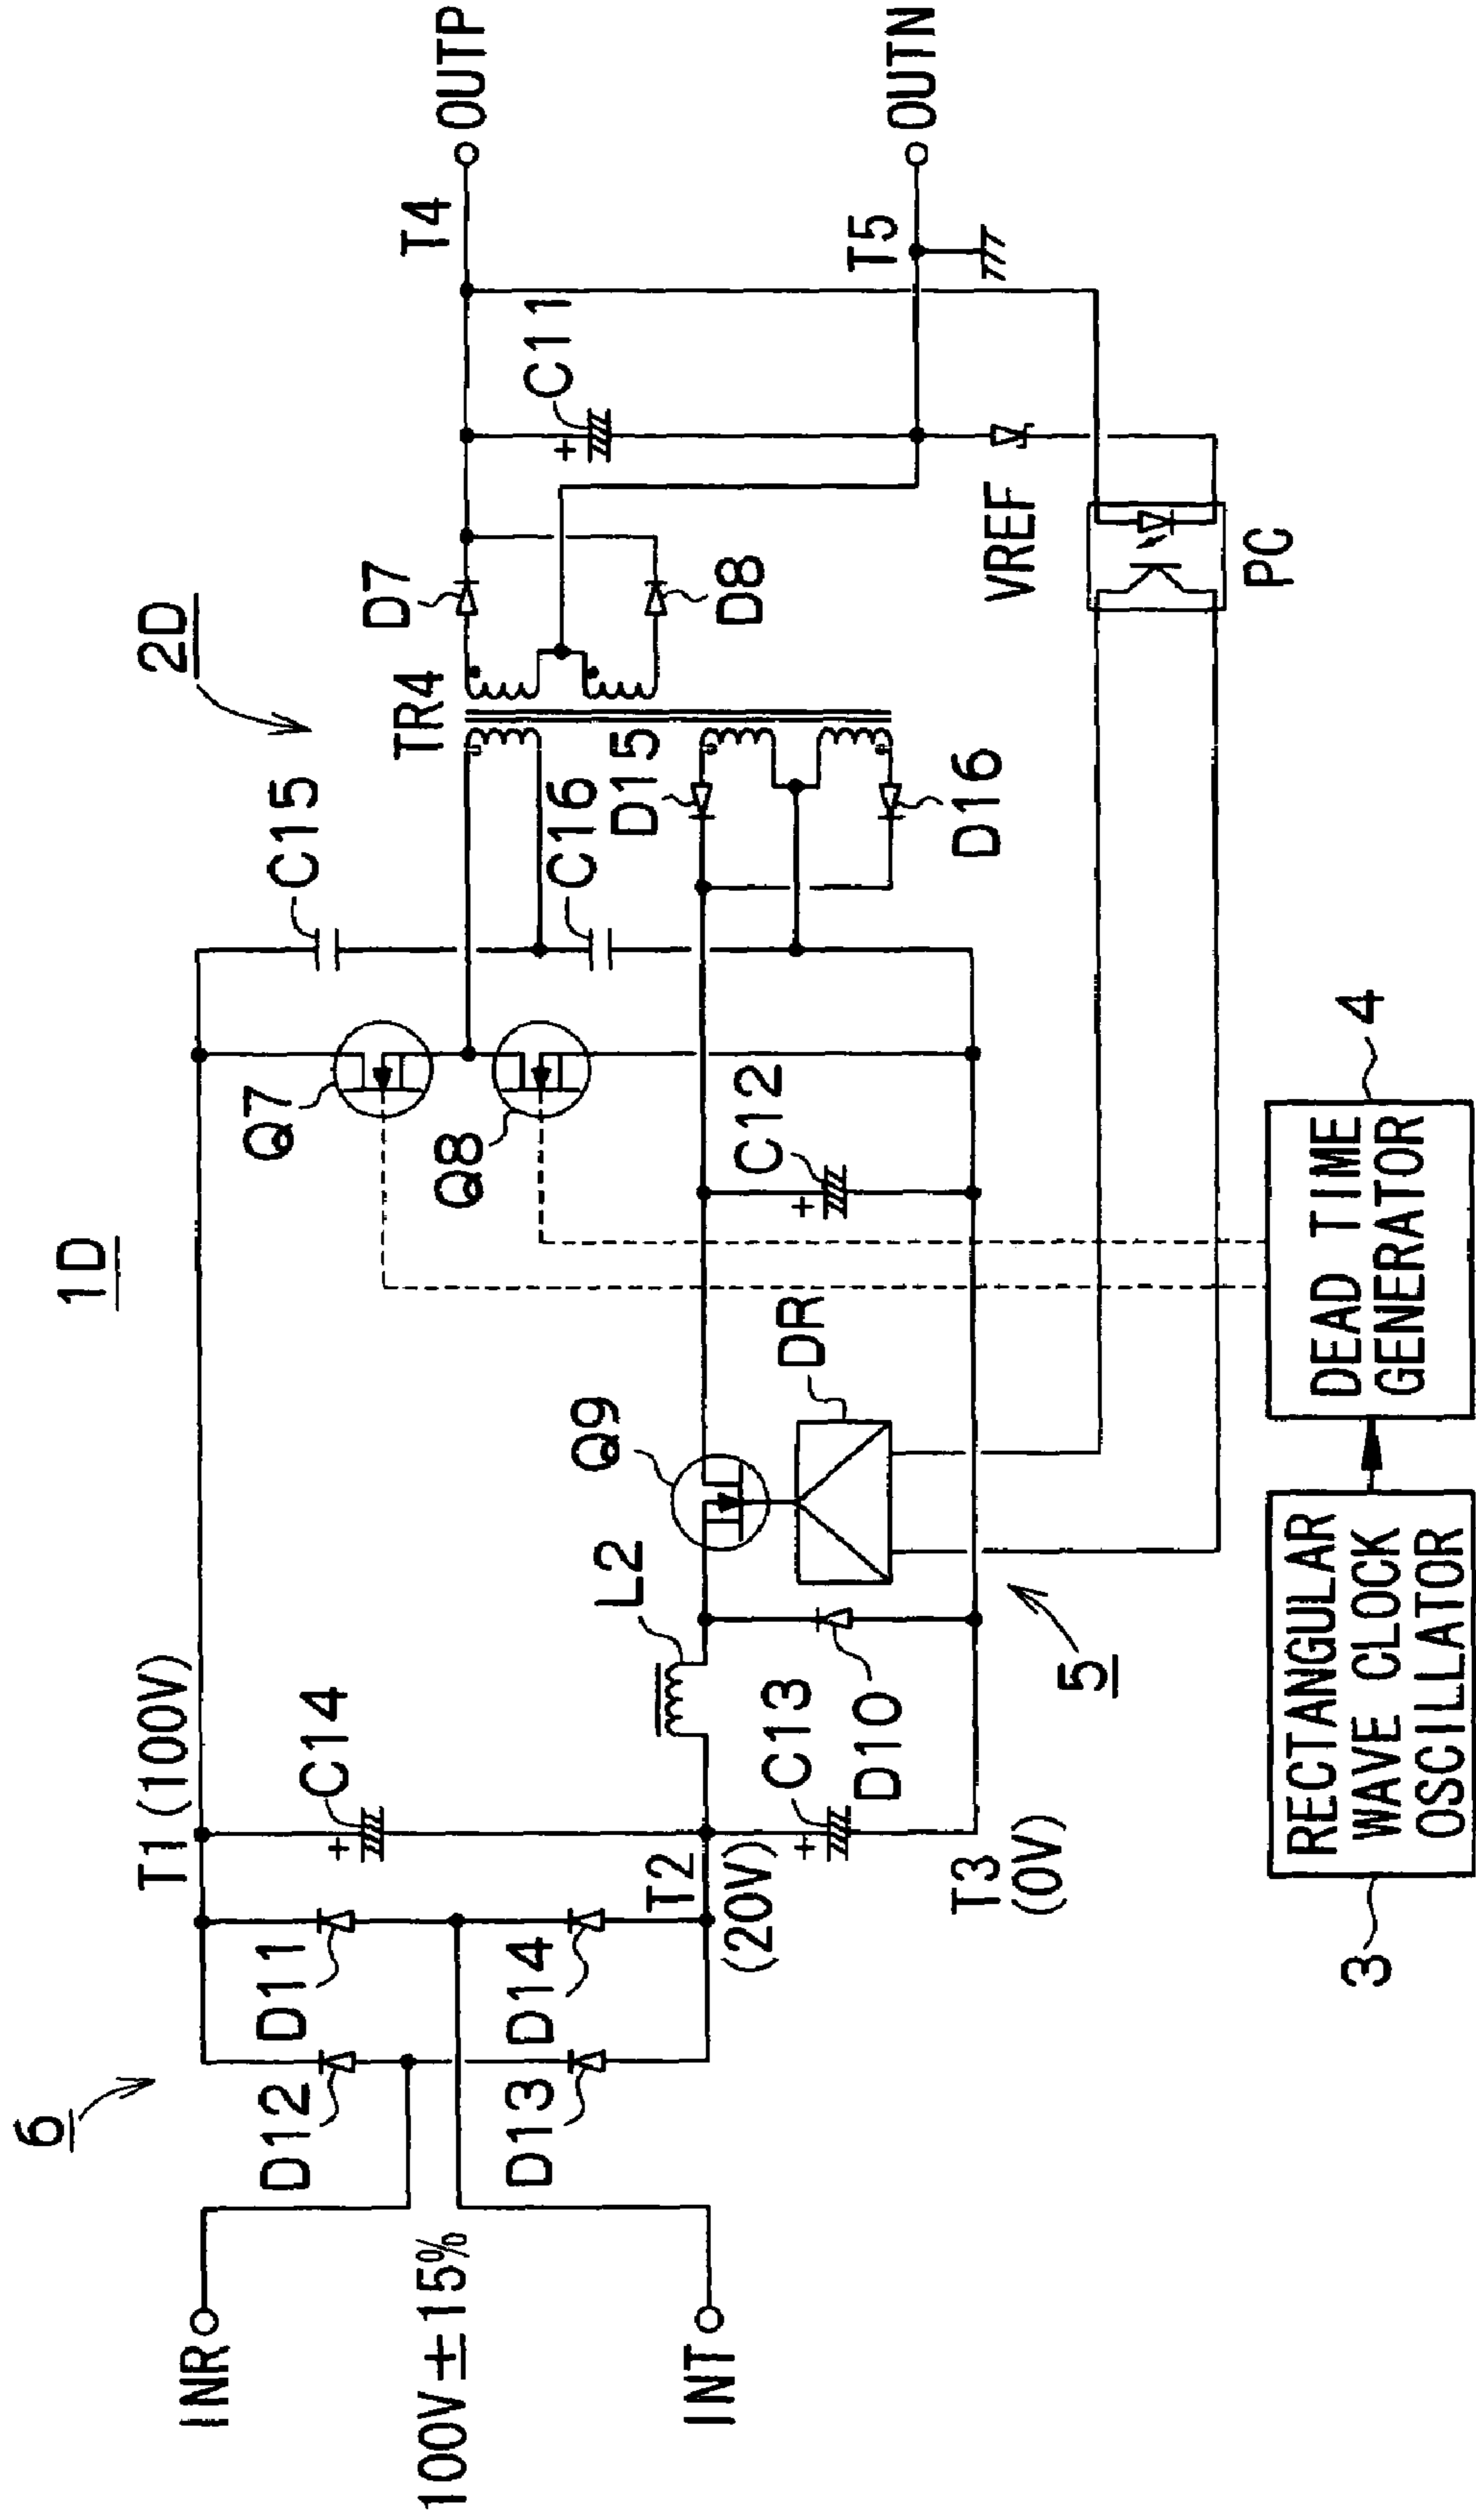 1D
2D
6
INR
100V±15%
INT
D12
D11
D13
D14
T1 (100V)
C14
T2
(20V)
C13
D10
T3
(0V)
L2
Q9
DR
5
Q7
Q8
C12
C15
C16
TR4
D15
D16
D7
D8
C11
VREF
PC
T4
OUTP
T5
OUTN
+
+
+
+
3
RECTANGULAR
WAVE CLOCK
OSCILLATOR
4
DEAD TIME
GENERATOR